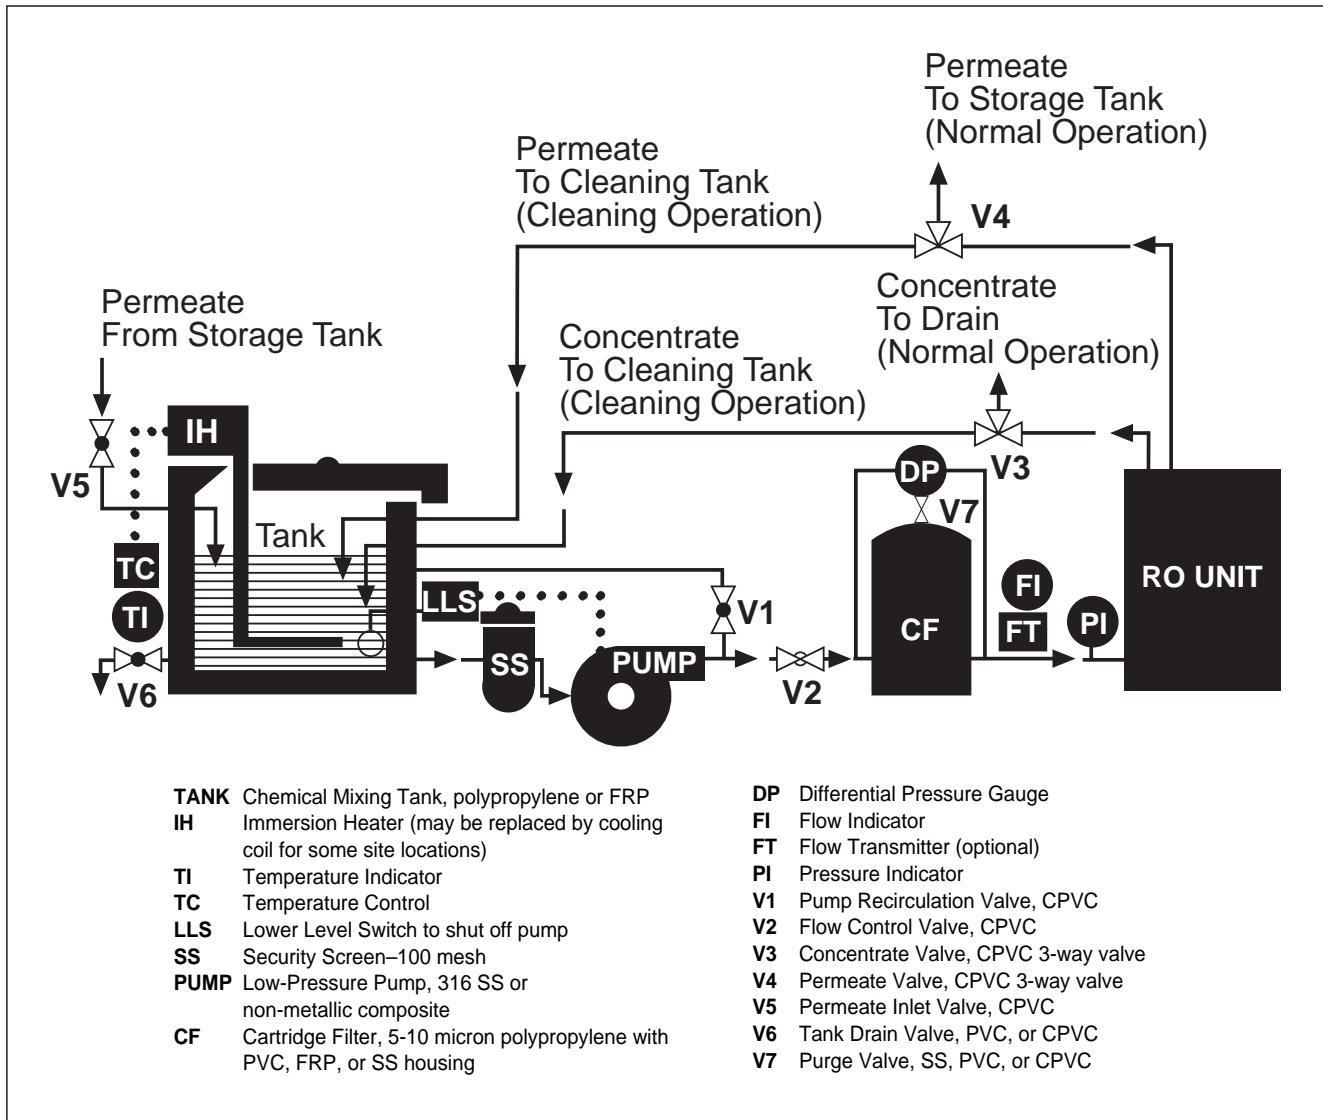 Permeate
To Storage Tank
(Normal Operation)
Permeate
To Cleaning Tank
(Cleaning Operation)
V4
Concentrate
To Drain
(Normal Operation)
Permeate
From Storage Tank
Concentrate
To Cleaning Tank
(Cleaning Operation)
IH
V3
DP
V5
V7
Tank
TC
LLS
FI
RO UNIT
TI
V1
CF
FT
PI
SS
PUMP
V6
V2
TANK Chemical Mixing Tank, polypropylene or FRP
IH Immersion Heater (may be replaced by cooling
coil for some site locations)
TI Temperature Indicator
TC Temperature Control
LLS Lower Level Switch to shut off pump
SS Security Screen–100 mesh
PUMP Low-Pressure Pump, 316 SS or
non-metallic composite
CF Cartridge Filter, 5-10 micron polypropylene with
PVC, FRP, or SS housing
DP Differential Pressure Gauge
FI Flow Indicator
FT Flow Transmitter (optional)
PI Pressure Indicator
V1 Pump Recirculation Valve, CPVC
V2 Flow Control Valve, CPVC
V3 Concentrate Valve, CPVC 3-way valve
V4 Permeate Valve, CPVC 3-way valve
V5 Permeate Inlet Valve, CPVC
V6 Tank Drain Valve, PVC, or CPVC
V7 Purge Valve, SS, PVC, or CPVC